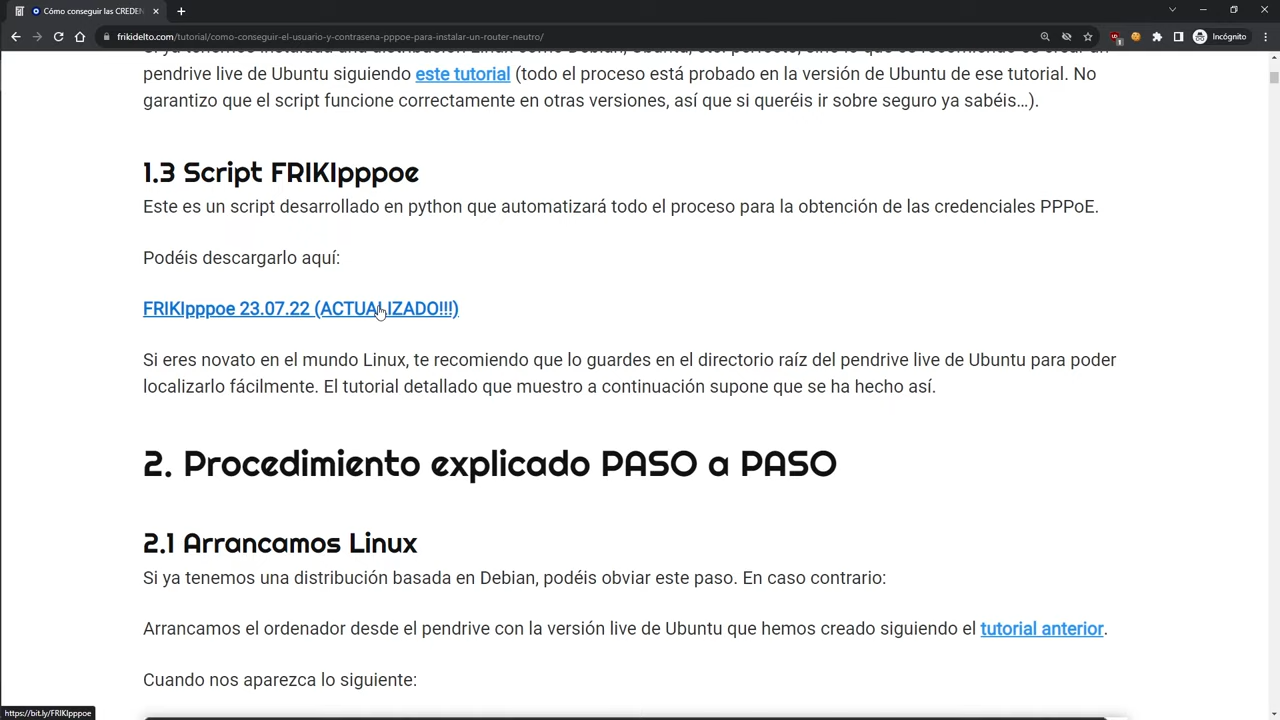 Cómo conseguir las CREDEN
frikidelto.com/tutorial/como-conseguir-el-usuario-y-contrasena-pppoe-para-instalar-un-router-neutro/
Incógnito
pendrive live de Ubuntu siguiendo este tutorial (todo el proceso está probado en la versión de Ubuntu de ese tutorial. No
garantizo que el script funcione correctamente en otras versiones, así que si queréis ir sobre seguro ya sabéis…).
1.3 Script FRIKIpppoe
Este es un script desarrollado en python que automatizará todo el proceso para la obtención de las credenciales PPPoE.
Podéis descargarlo aquí:
FRIKIpppoe 23.07.22 (ACTUALIZADO!!!)
Si eres novato en el mundo Linux, te recomiendo que lo guardes en el directorio raíz del pendrive live de Ubuntu para poder
localizarlo fácilmente. El tutorial detallado que muestro a continuación supone que se ha hecho así.
2. Procedimiento explicado PASO a PASO
2.1 Arrancamos Linux
Si ya tenemos una distribución basada en Debian, podéis obviar este paso. En caso contrario:
Arrancamos el ordenador desde el pendrive con la versión live de Ubuntu que hemos creado siguiendo el tutorial anterior.
Cuando nos aparezca lo siguiente:
https://bit.ly/FRIKIpppoe